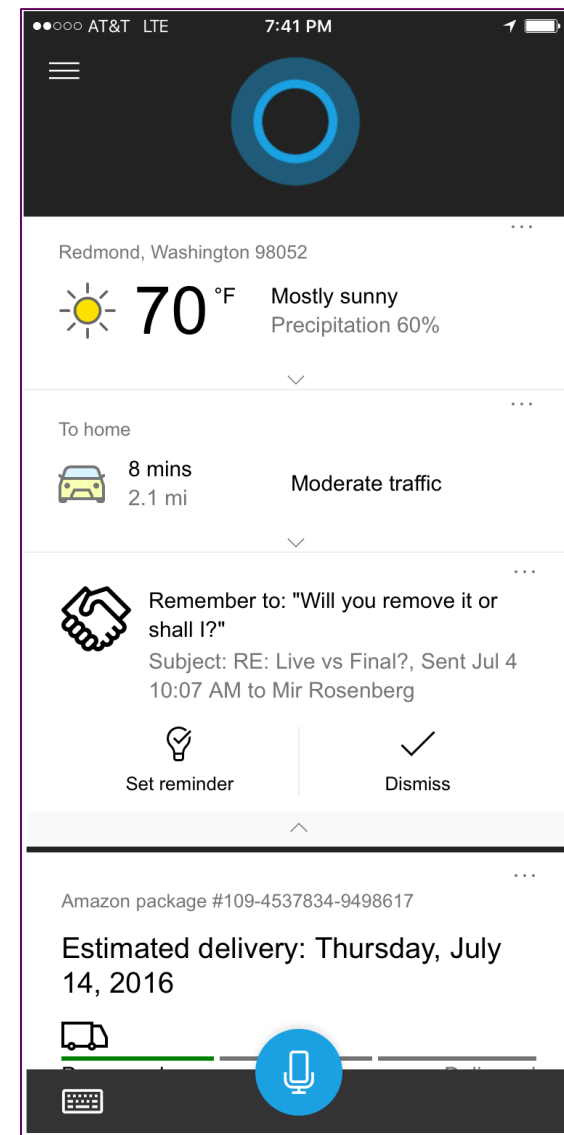 AT&T LTE 7:41 PM
Redmond, Washington 98052
70 °F Mostly sunny
Precipitation 60%
To home
8 mins
2.1 mi Moderate traffic
Remember to: "Will you remove it or
shall I?"
Subject: RE: Live vs Final?, Sent Jul 4
10:07 AM to Mir Rosenberg
Set reminder Dismiss
Amazon package #109-4537834-9498617
Estimated delivery: Thursday, July
14, 2016